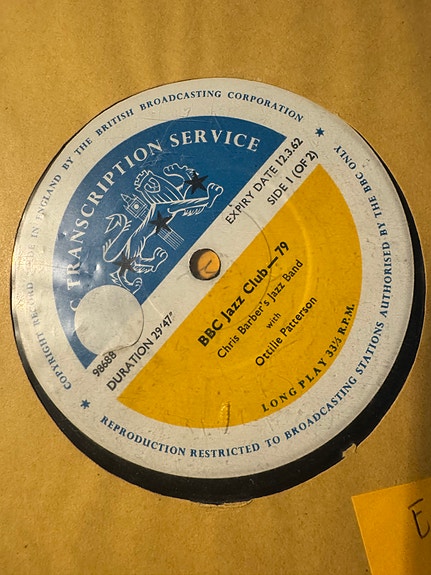 COPYRIGHT RECORD MADE IN ENGLAND BY THE BRITISH BROADCASTING CORPORATION
TRANSCRIPTION SERVICE
EXPIRY DATE 12.3.62
SIDE 1 (OF 2)
98688
DURATION 29'47"
BBC Jazz Club—79
Chris Barber's Jazz Band
with
Ottilie Patterson
LONG PLAY 33⅓ R.P.M.
REPRODUCTION RESTRICTED TO BROADCASTING STATIONS AUTHORISED BY THE BBC ONLY
E